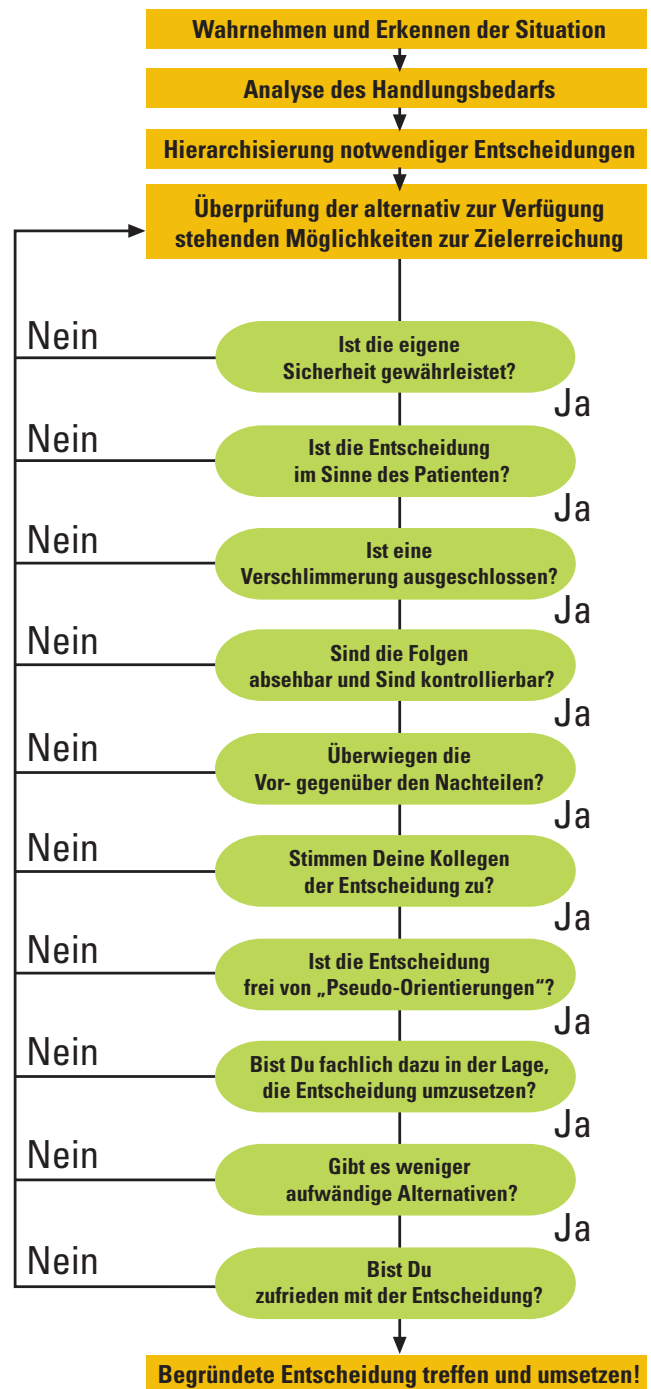 Wahrnehmen und Erkennen der Situation
Analyse des Handlungsbedarfs
Hierarchisierung notwendiger Entscheidungen
Überprüfung der alternativ zur Verfügung
stehenden Möglichkeiten zur Zielerreichung
Nein
Ist die eigene
Sicherheit gewährleistet?
Ja
Nein
Ist die Entscheidung
im Sinne des Patienten?
Ja
Nein
Ist eine
Verschlimmerung ausgeschlossen?
Ja
Nein
Sind die Folgen
absehbar und Sind kontrollierbar?
Ja
Nein
Überwiegen die
Vor- gegenüber den Nachteilen?
Ja
Nein
Stimmen Deine Kollegen
der Entscheidung zu?
Ja
Nein
Ist die Entscheidung
frei von „Pseudo-Orientierungen“?
Ja
Nein
Bist Du fachlich dazu in der Lage,
die Entscheidung umzusetzen?
Ja
Nein
Gibt es weniger
aufwändige Alternativen?
Ja
Nein
Bist Du
zufrieden mit der Entscheidung?
Begründete Entscheidung treffen und umsetzen!